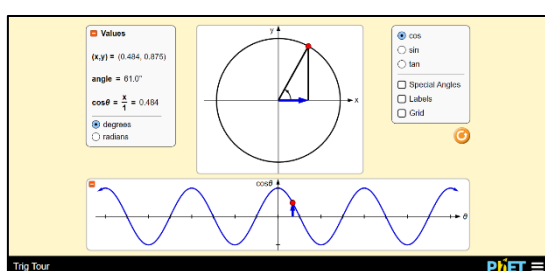 Values
(x,y) = (0.484, 0.875)
angle = 61.0°
cosθ = x/1 = 0.484
degrees
radians
y
x
cos
sin
tan
Special Angles
Labels
Grid
cosθ
θ
Trig Tour
PhET